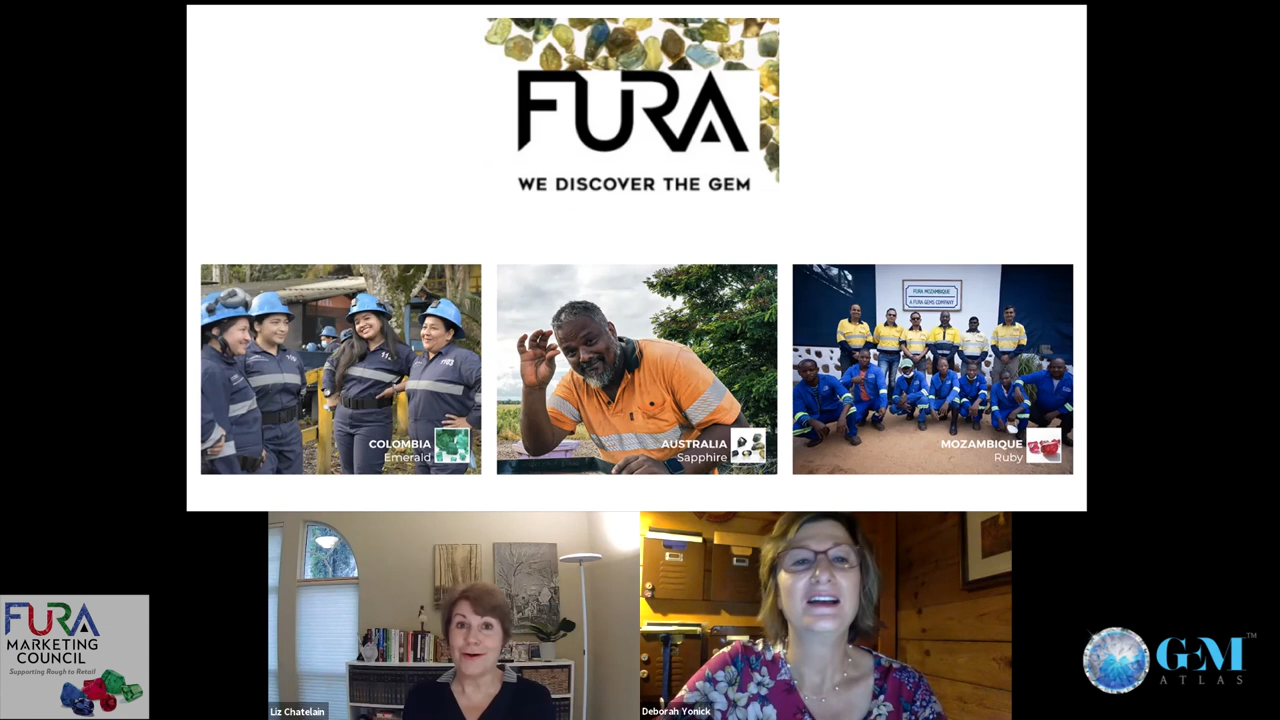 FURA
WE DISCOVER THE GEM
FURA MOZAMBIQUE
A FURA GEMS COMPANY
COLOMBIA
Emerald
AUSTRALIA
Sapphire
MOZAMBIQUE
Ruby
FURA
MARKETING
COUNCIL
Supporting Rough to Retail
Liz Chatelain
Deborah Yonick
GEM™
ATLAS